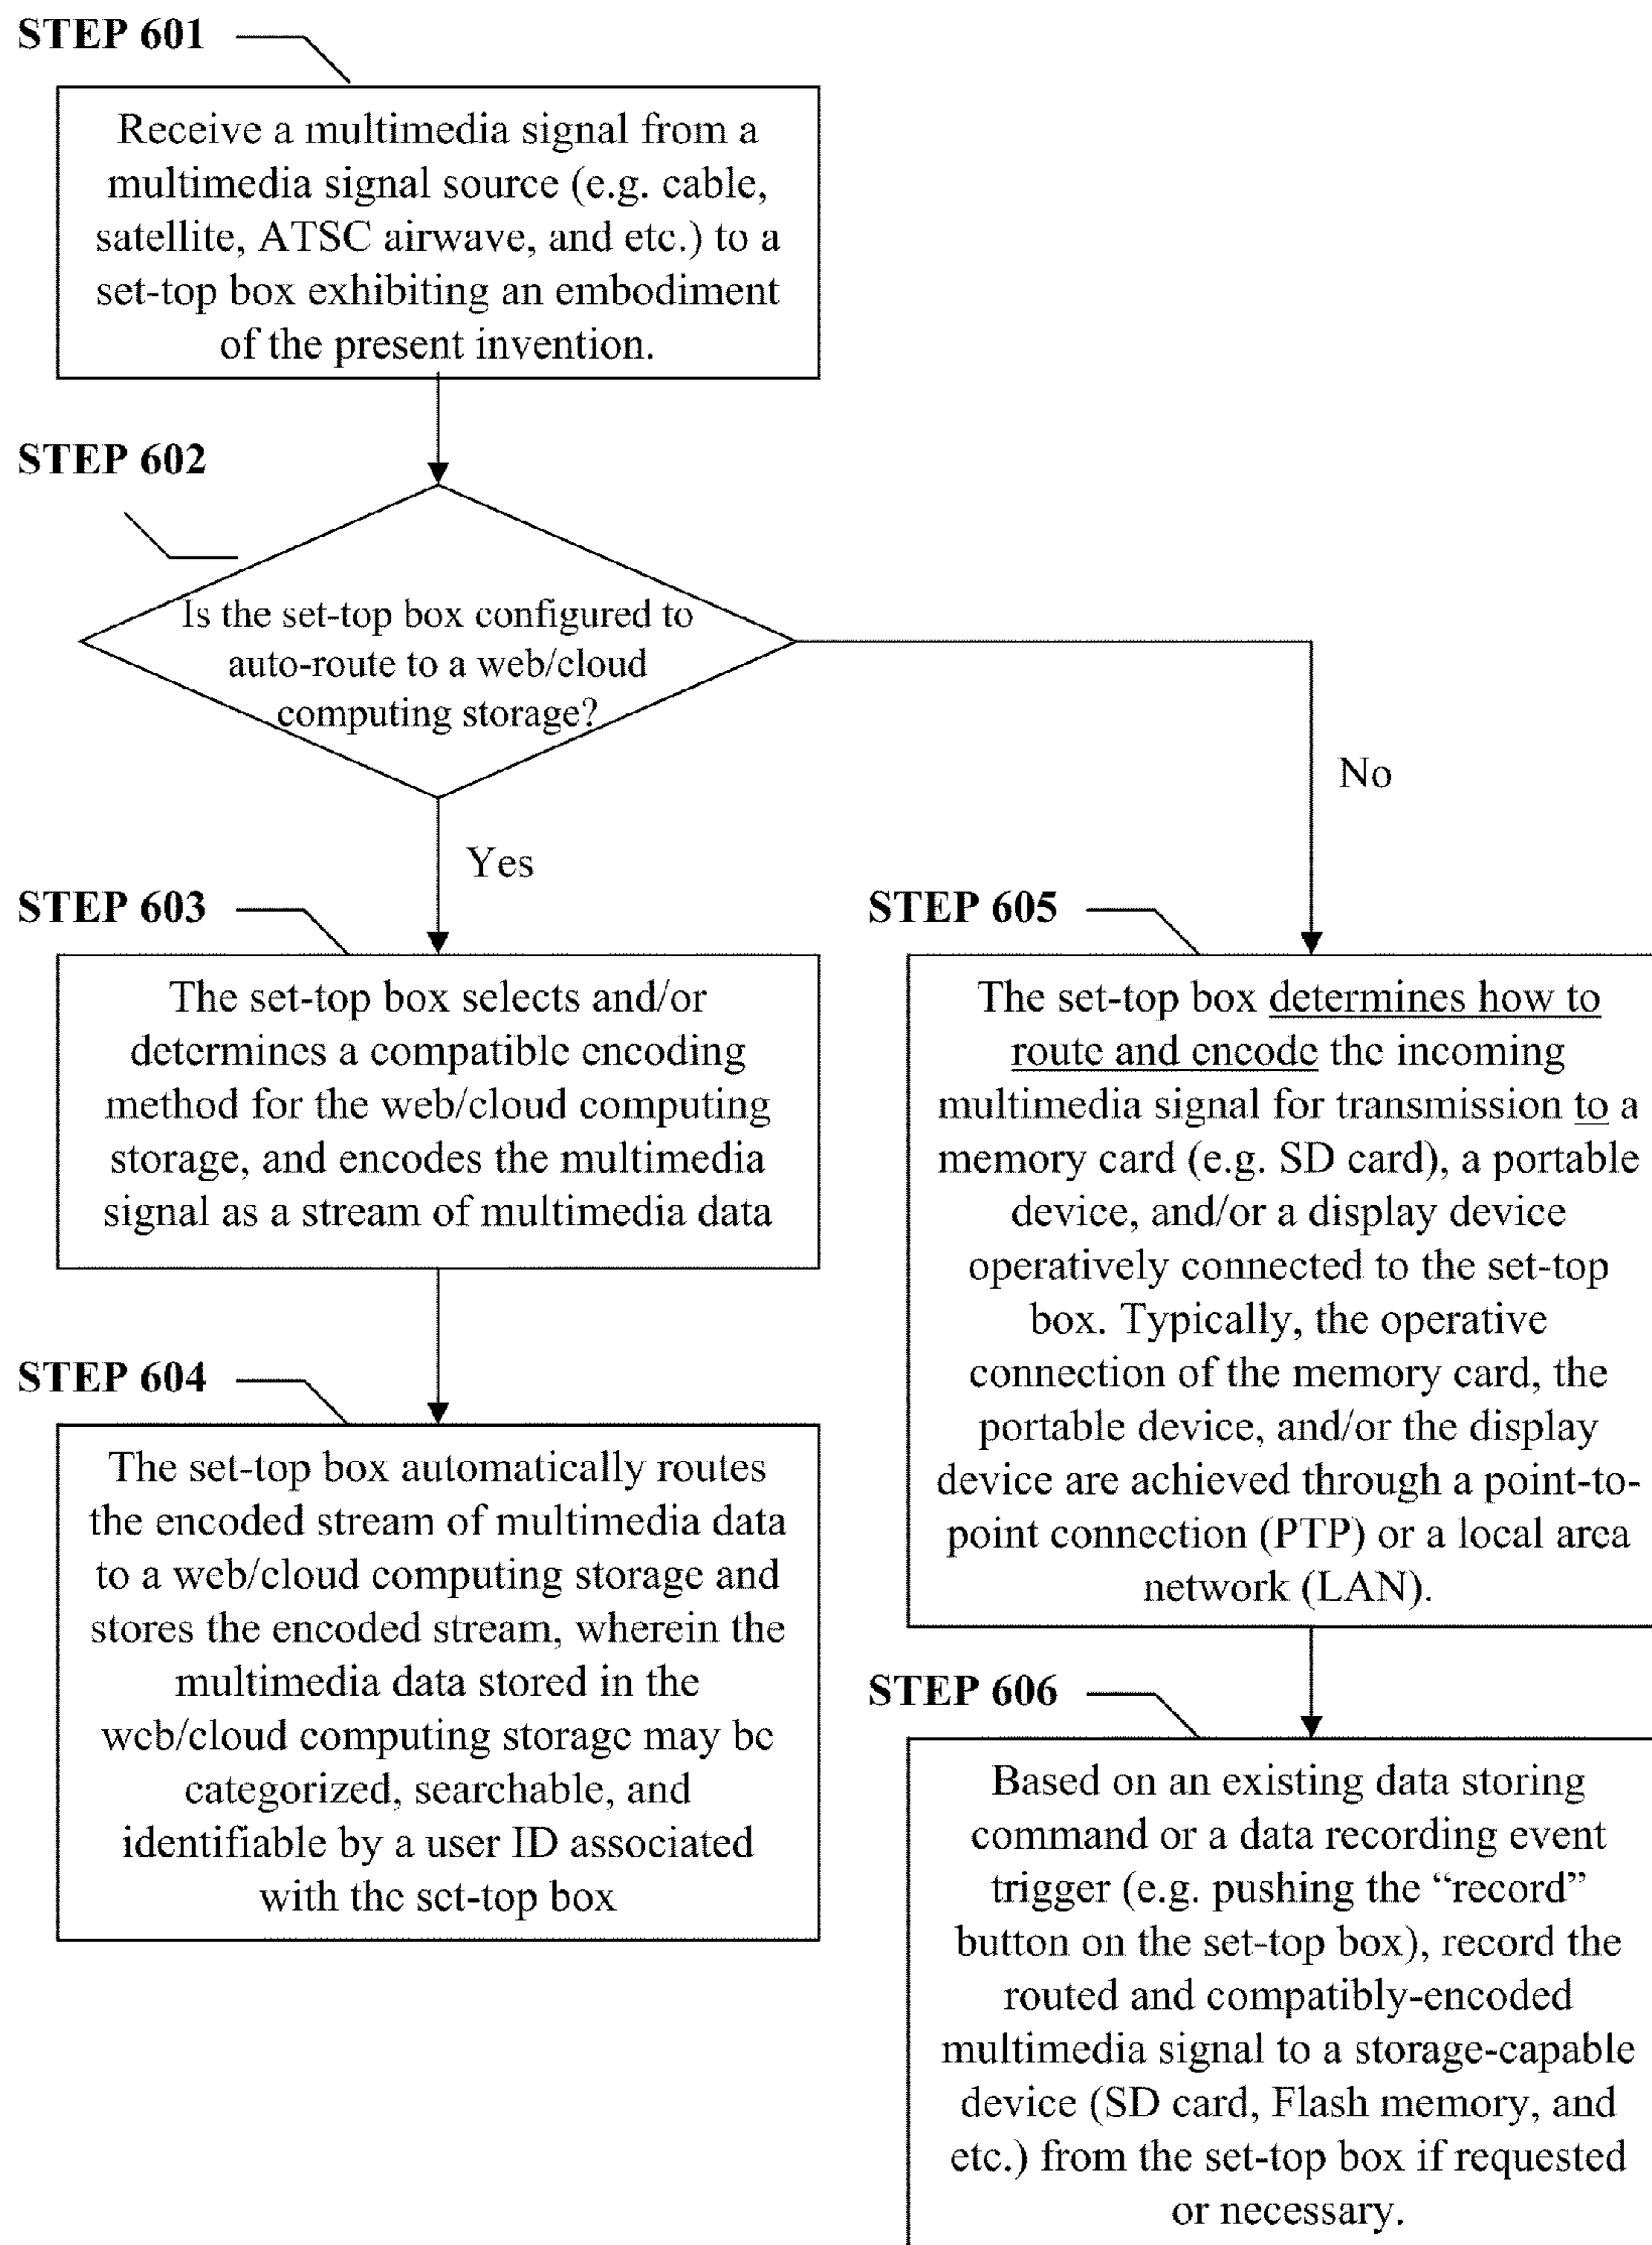 STEP 601
Receive a multimedia signal from a
multimedia signal source (e.g. cable,
satellite, ATSC airwave, and etc.) to a
set-top box exhibiting an embodiment
of the present invention.
STEP 602
Is the set-top box configured to
auto-route to a web/cloud
computing storage?
No
Yes
STEP 603
The set-top box selects and/or
determines a compatible encoding
method for the web/cloud computing
storage, and encodes the multimedia
signal as a stream of multimedia data
STEP 604
The set-top box automatically routes
the encoded stream of multimedia data
to a web/cloud computing storage and
stores the encoded stream, wherein the
multimedia data stored in the
web/cloud computing storage may be
categorized, searchable, and
identifiable by a user ID associated
with the set-top box
STEP 605
The set-top box determines how to
route and encode the incoming
multimedia signal for transmission to a
memory card (e.g. SD card), a portable
device, and/or a display device
operatively connected to the set-top
box. Typically, the operative
connection of the memory card, the
portable device, and/or the display
device are achieved through a point-to-
point connection (PTP) or a local area
network (LAN).
STEP 606
Based on an existing data storing
command or a data recording event
trigger (e.g. pushing the “record”
button on the set-top box), record the
routed and compatibly-encoded
multimedia signal to a storage-capable
device (SD card, Flash memory, and
etc.) from the set-top box if requested
or necessary.